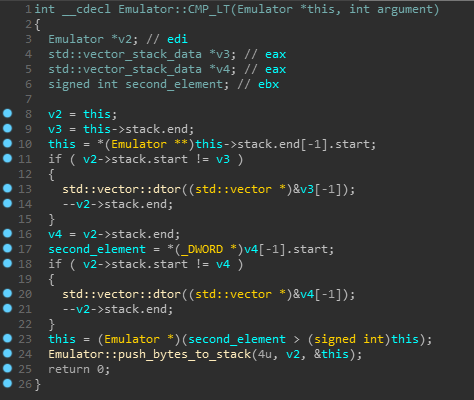 1 int __cdecl Emulator::CMP_LT(Emulator *this, int argument)
2 {
3   Emulator *v2; // edi
4   std::vector_stack_data *v3; // eax
5   std::vector_stack_data *v4; // eax
6   signed int second_element; // ebx
7
8   v2 = this;
9   v3 = this->stack.end;
10   this = *(Emulator **)this->stack.end[-1].start;
11   if ( v2->stack.start != v3 )
12   {
13     std::vector::dtor((std::vector *)&v3[-1]);
14     --v2->stack.end;
15   }
16   v4 = v2->stack.end;
17   second_element = *(_DWORD *)v4[-1].start;
18   if ( v2->stack.start != v4 )
19   {
20     std::vector::dtor((std::vector *)&v4[-1]);
21     --v2->stack.end;
22   }
23   this = (Emulator *)(second_element > (signed int)this);
24   Emulator::push_bytes_to_stack(4u, v2, &this);
25   return 0;
26 }